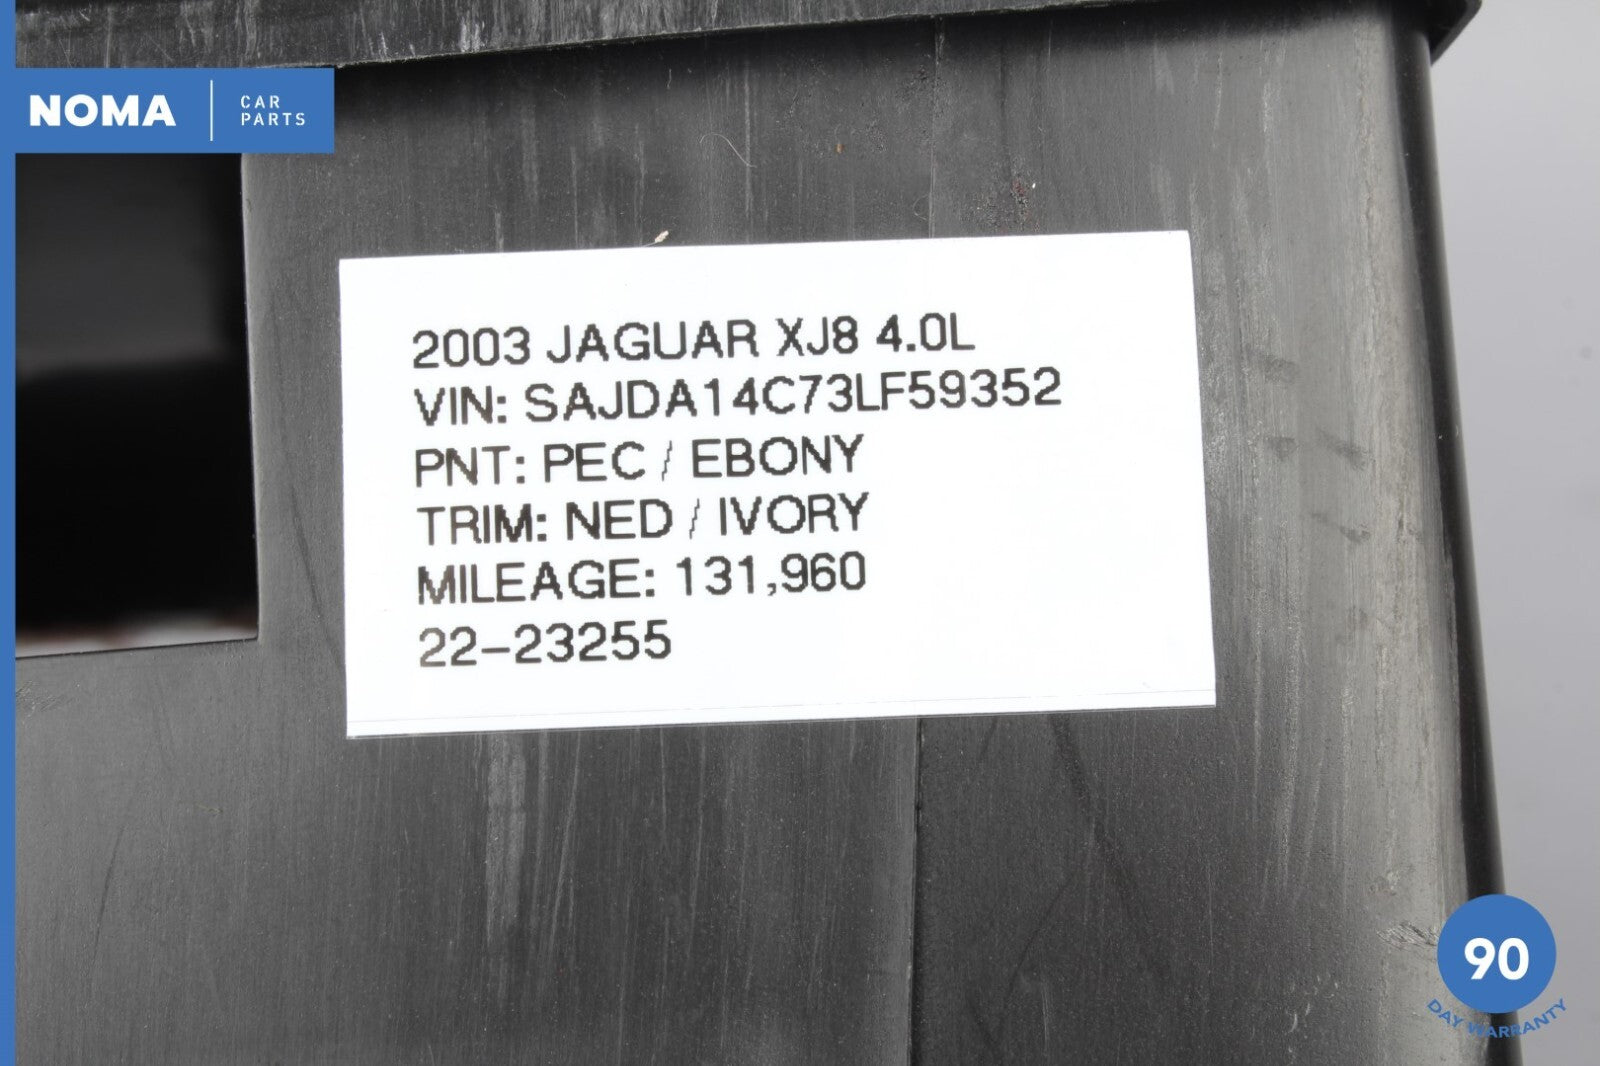 NOMA
CAR
PARTS
2003 JAGUAR XJ8 4.0L
VIN: SAJDA14C73LF59352
PNT: PEC / EBONY
TRIM: NED / IVORY
MILEAGE: 131,960
22-23255
90
DAY WARRANTY